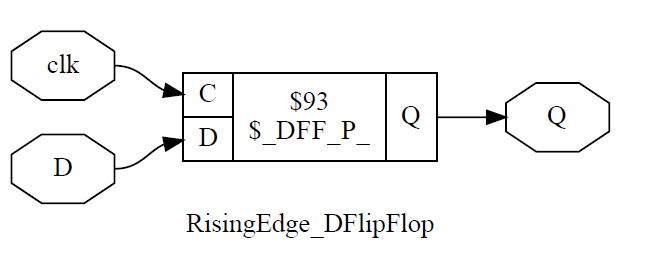 clk
C
$93
D
$_DFF_P_
Q
Q
D
RisingEdge_DFlipFlop